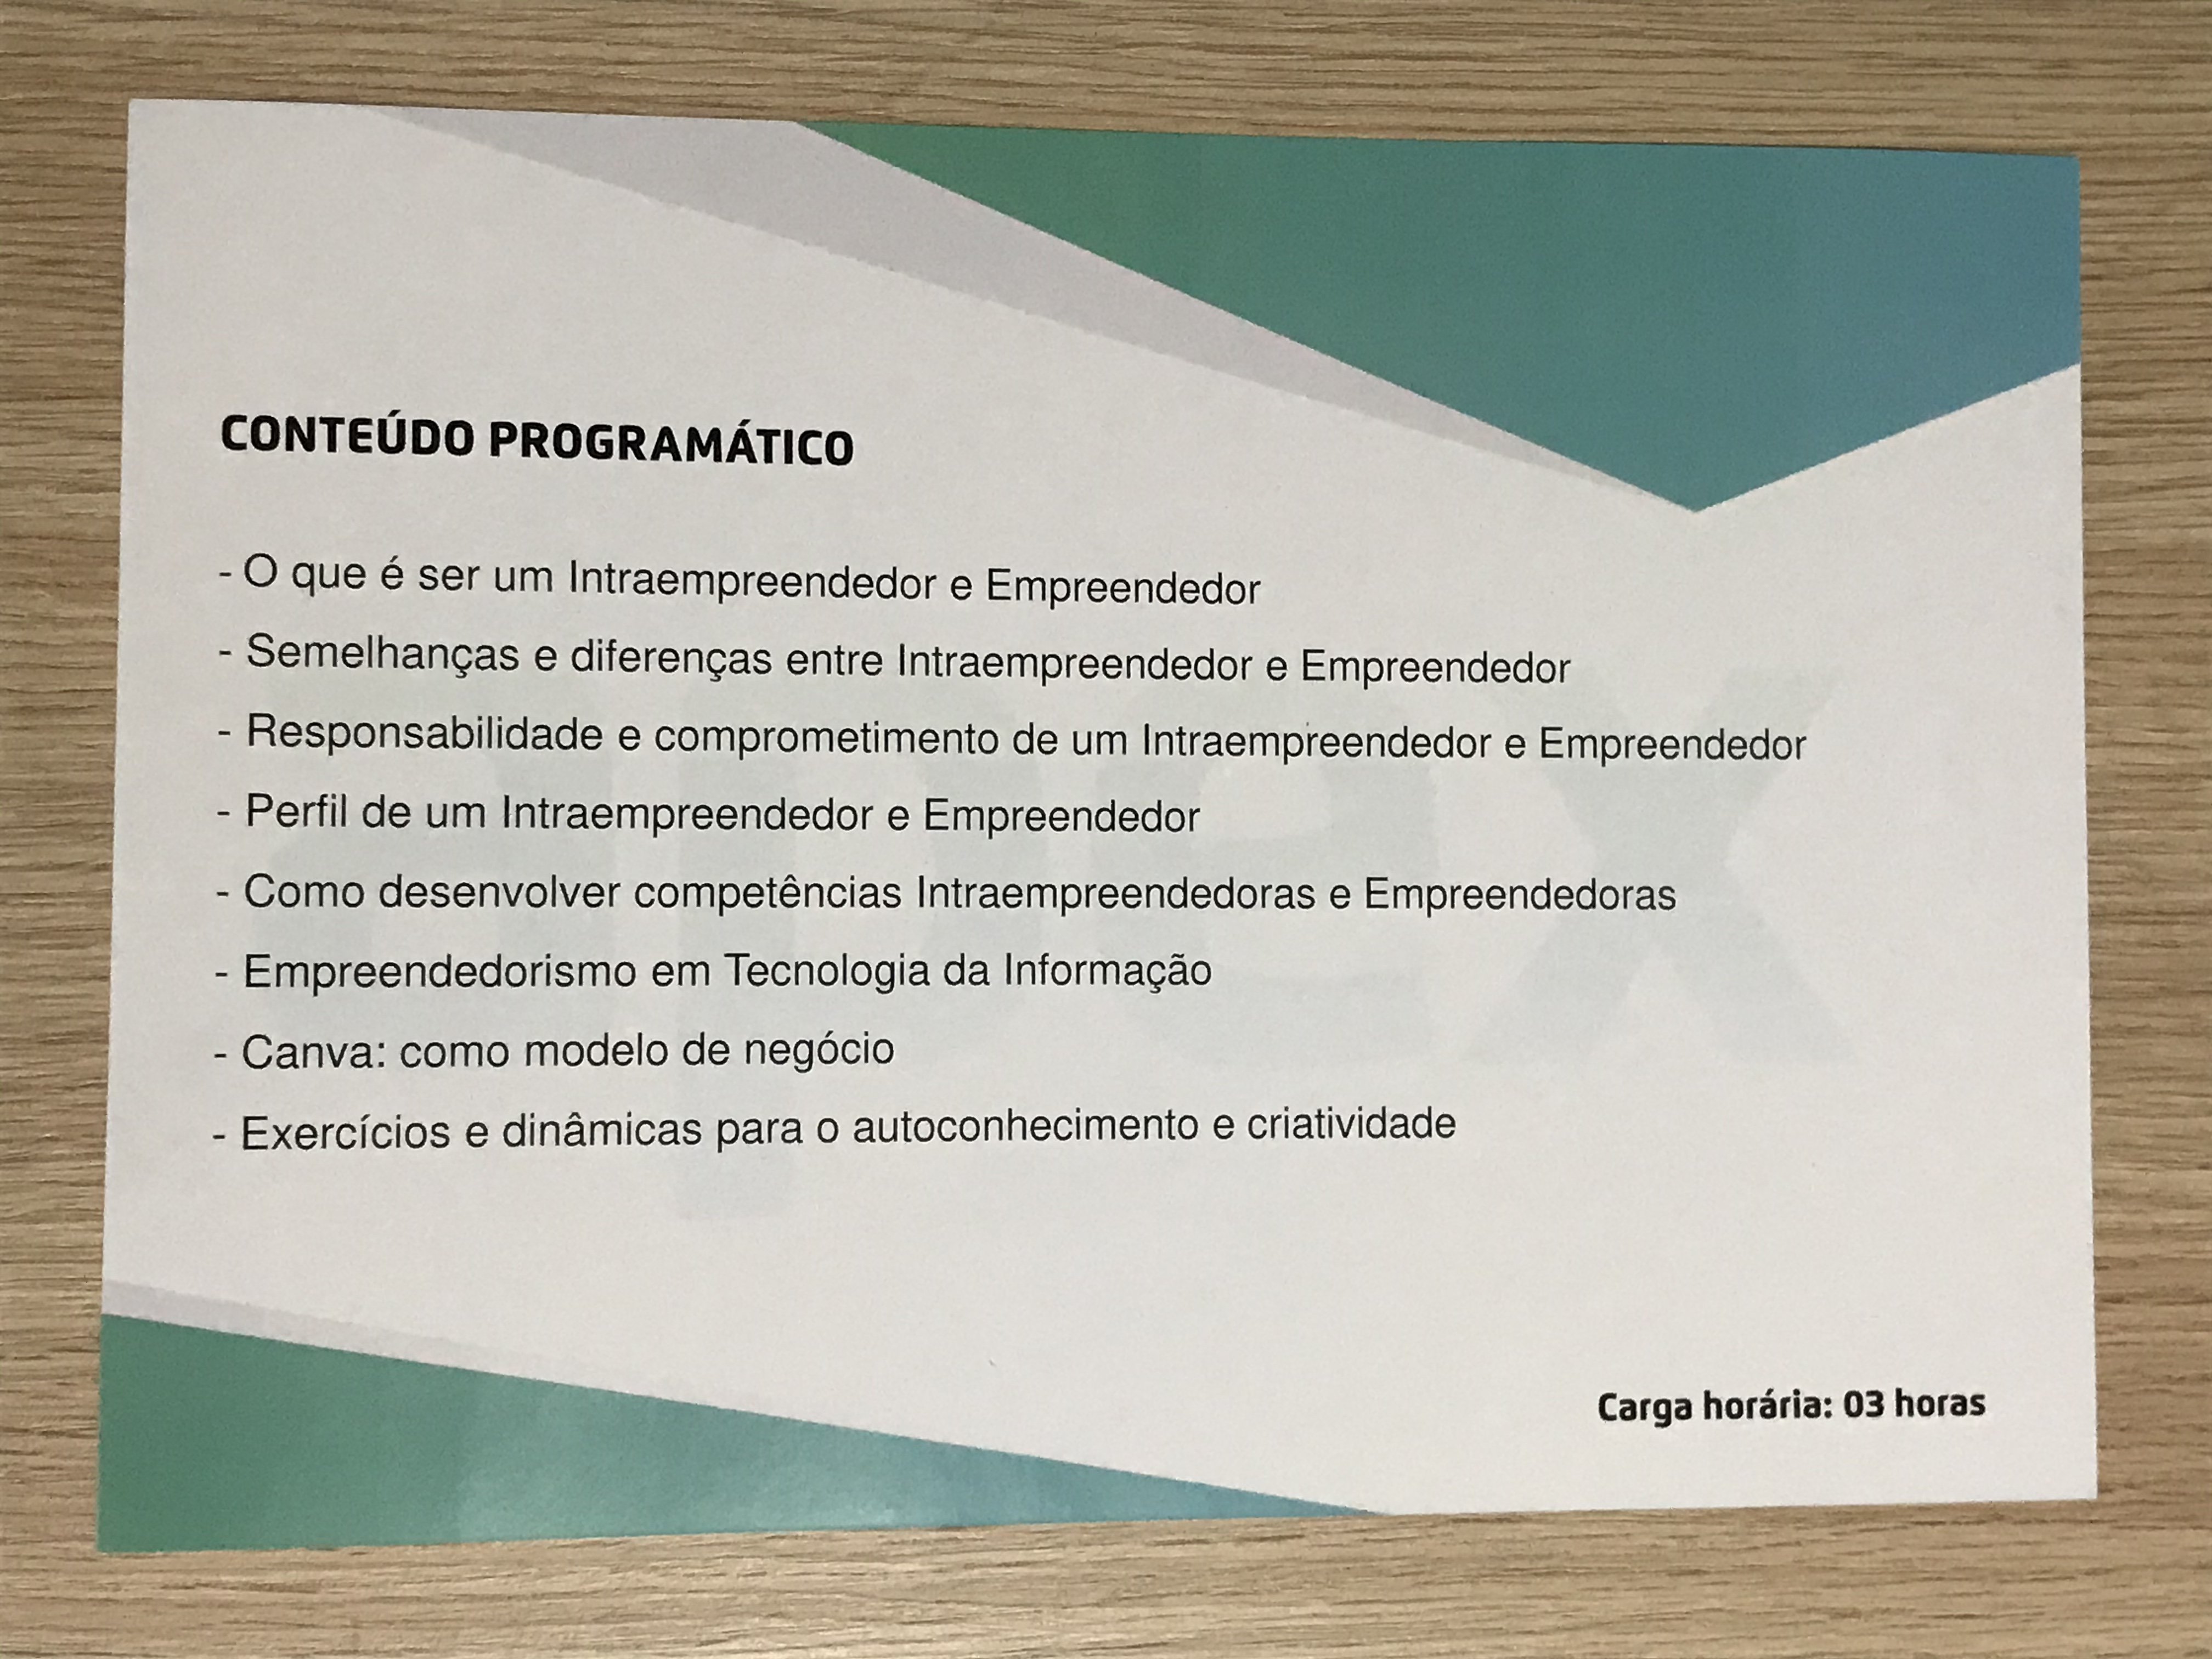 CONTEÚDO PROGRAMÁTICO
- O que é ser um Intraempreendedor e Empreendedor
- Semelhanças e diferenças entre Intraempreendedor e Empreendedor
- Responsabilidade e comprometimento de um Intraempreendedor e Empreendedor
- Perfil de um Intraempreendedor e Empreendedor
- Como desenvolver competências Intraempreendedoras e Empreendedoras
- Empreendedorismo em Tecnologia da Informação
- Canva: como modelo de negócio
- Exercícios e dinâmicas para o autoconhecimento e criatividade
Carga horária: 03 horas